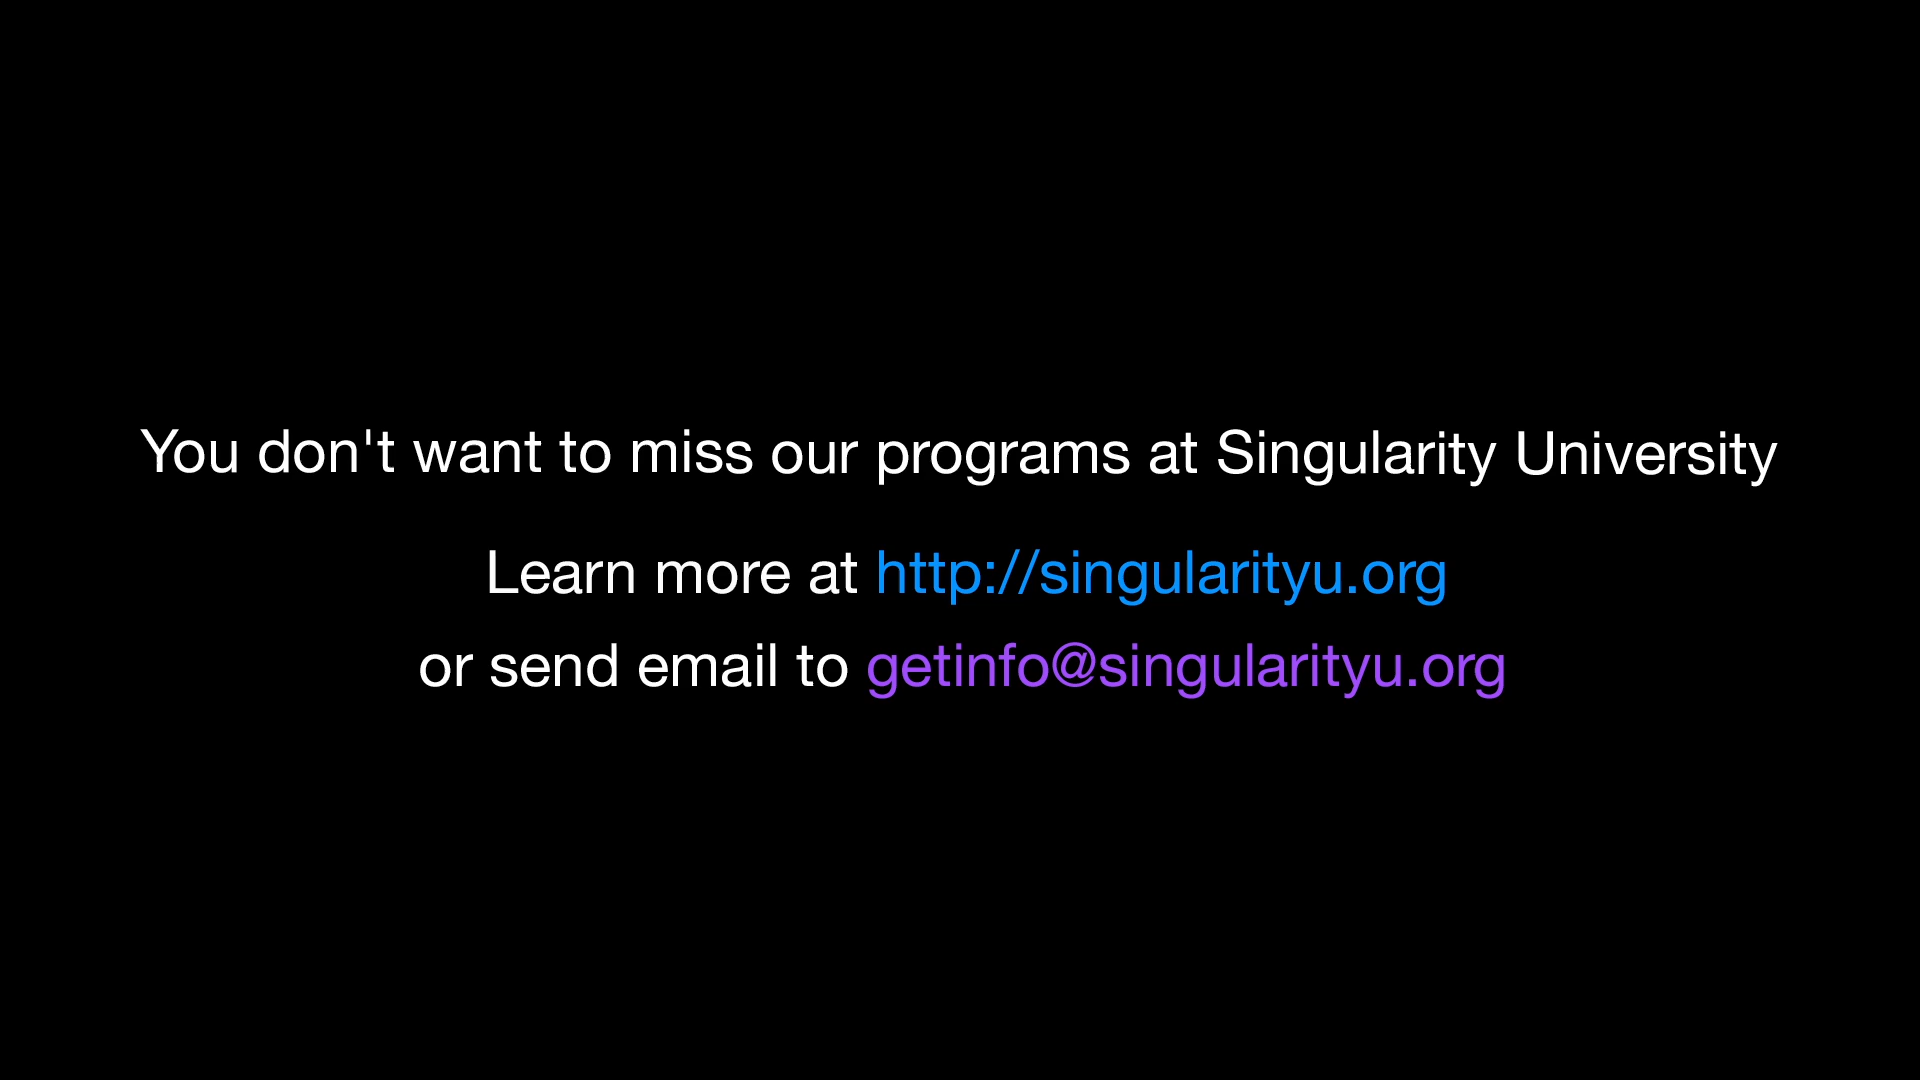 You don't want to miss our programs at Singularity University
Learn more at http://singularityu.org
or send email to getinfo@singularityu.org